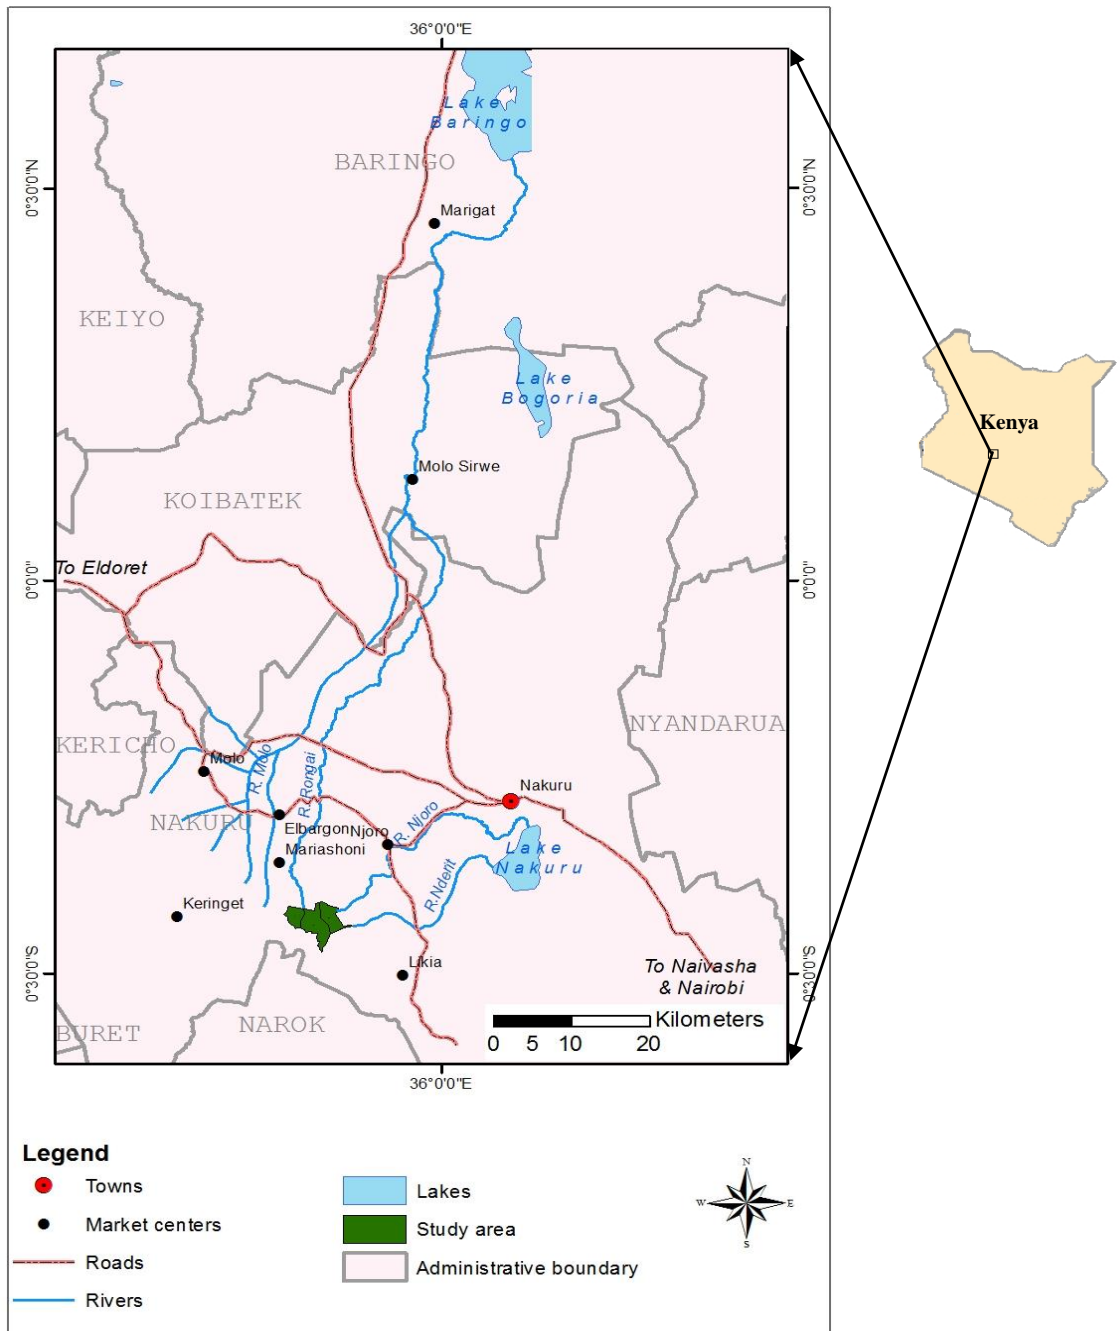 36°0'0"E
Lake
Baringo
BARINGO
0°30'0"N
0°30'0"N
Marigat
KEIYO
Lake
Bogoria
Kenya
Molo Sirwe
KOIBATEK
To Eldoret
0°0'0"
0°0'0"
NYANDARUA
KERICHO
Molo
R. Molo
R. Rongai
Nakuru
NAKURU
Elbargon
Njoro
R. Njoro
Mariashoni
Lake
Nakuru
R.Nderit
Keringet
Likia
To Naivasha
& Nairobi
0°30'0"S
0°30'0"S
NAROK
BURET
Kilometers
0 5 10 20
36°0'0"E
Legend
Towns
Market centers
Roads
Rivers
Lakes
Study area
Administrative boundary
N
W
E
S